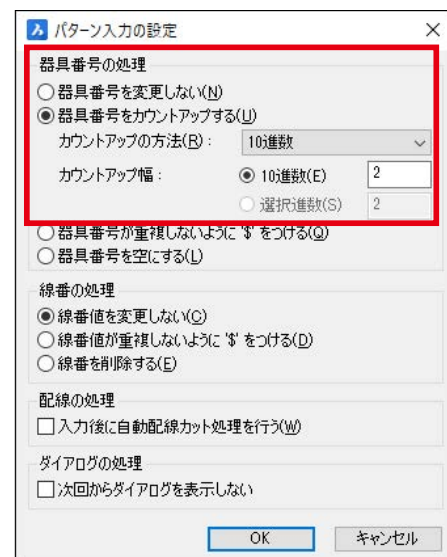 パターン入力の設定
器具番号の処理
器具番号を変更しない(N)
器具番号をカウントアップする(U)
カウントアップの方法(R)： 10進数
カウントアップ幅： 10進数(E) 2
選択進数(S) 2
器具番号が重複しないように '$' をつける(Q)
器具番号を空にする(L)
線番の処理
線番値を変更しない(C)
線番値が重複しないように '$' をつける(D)
線番を削除する(E)
配線の処理
入力後に自動配線カット処理を行う(W)
ダイアログの処理
次回からダイアログを表示しない
OK キャンセル